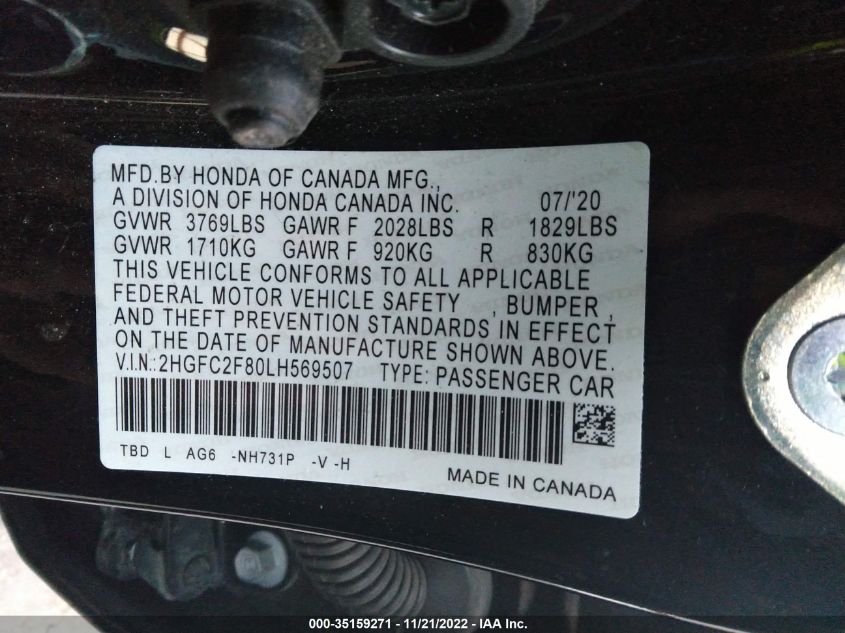 MFD.BY HONDA OF CANADA MFG.,
A DIVISION OF HONDA CANADA INC. 07/'20
GVWR 3769LBS GAWR F 2028LBS R 1829LBS
GVWR 1710KG GAWR F 920KG R 830KG
THIS VEHICLE CONFORMS TO ALL APPLICABLE
FEDERAL MOTOR VEHICLE SAFETY , BUMPER ,
AND THEFT PREVENTION STANDARDS IN EFFECT
ON THE DATE OF MANUFACTURE SHOWN ABOVE.
V.I.N.:2HGFC2F80LH569507 TYPE: PASSENGER CAR
TBD L AG6 -NH731P -V -H
MADE IN CANADA
000-35159271 - 11/21/2022 - IAA Inc.